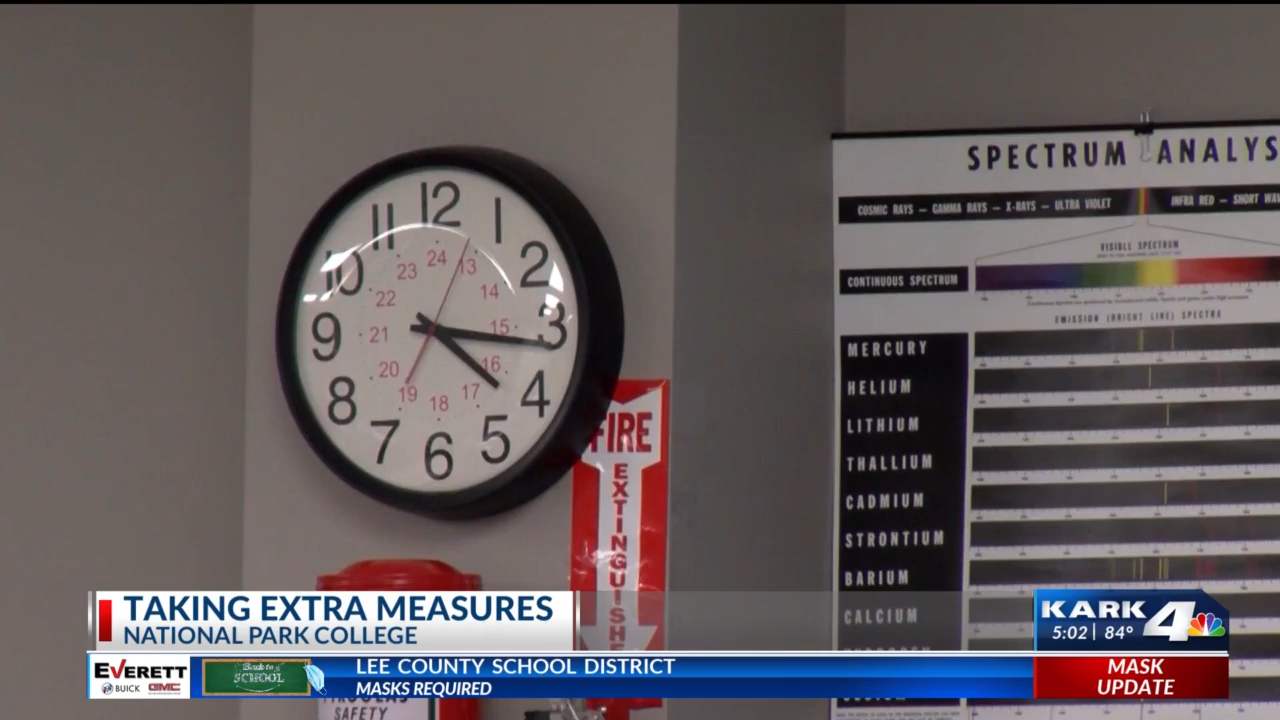 12
11
1
10
2
9
3
8
4
7
5
6
24
23
13
22
14
21
15
20
16
19
17
18
SPECTRUM ANALYS
COSMIC RAYS — GAMMA RAYS — X-RAYS — ULTRA VIOLET
INFRA RED — SHORT WAV
VISIBLE SPECTRUM
CONTINUOUS SPECTRUM
EMISSION (BRIGHT LINE) SPECTRA
MERCURY
HELIUM
LITHIUM
THALLIUM
CADMIUM
STRONTIUM
BARIUM
CALCIUM
FIRE
EXTINGUISHE
TAKING EXTRA MEASURES
NATIONAL PARK COLLEGE
KARK 4
5:02 | 84°
EVERETT
BUICK GMC
Back to
SCHOOL
LEE COUNTY SCHOOL DISTRICT
MASKS REQUIRED
MASK
UPDATE
SAFETY